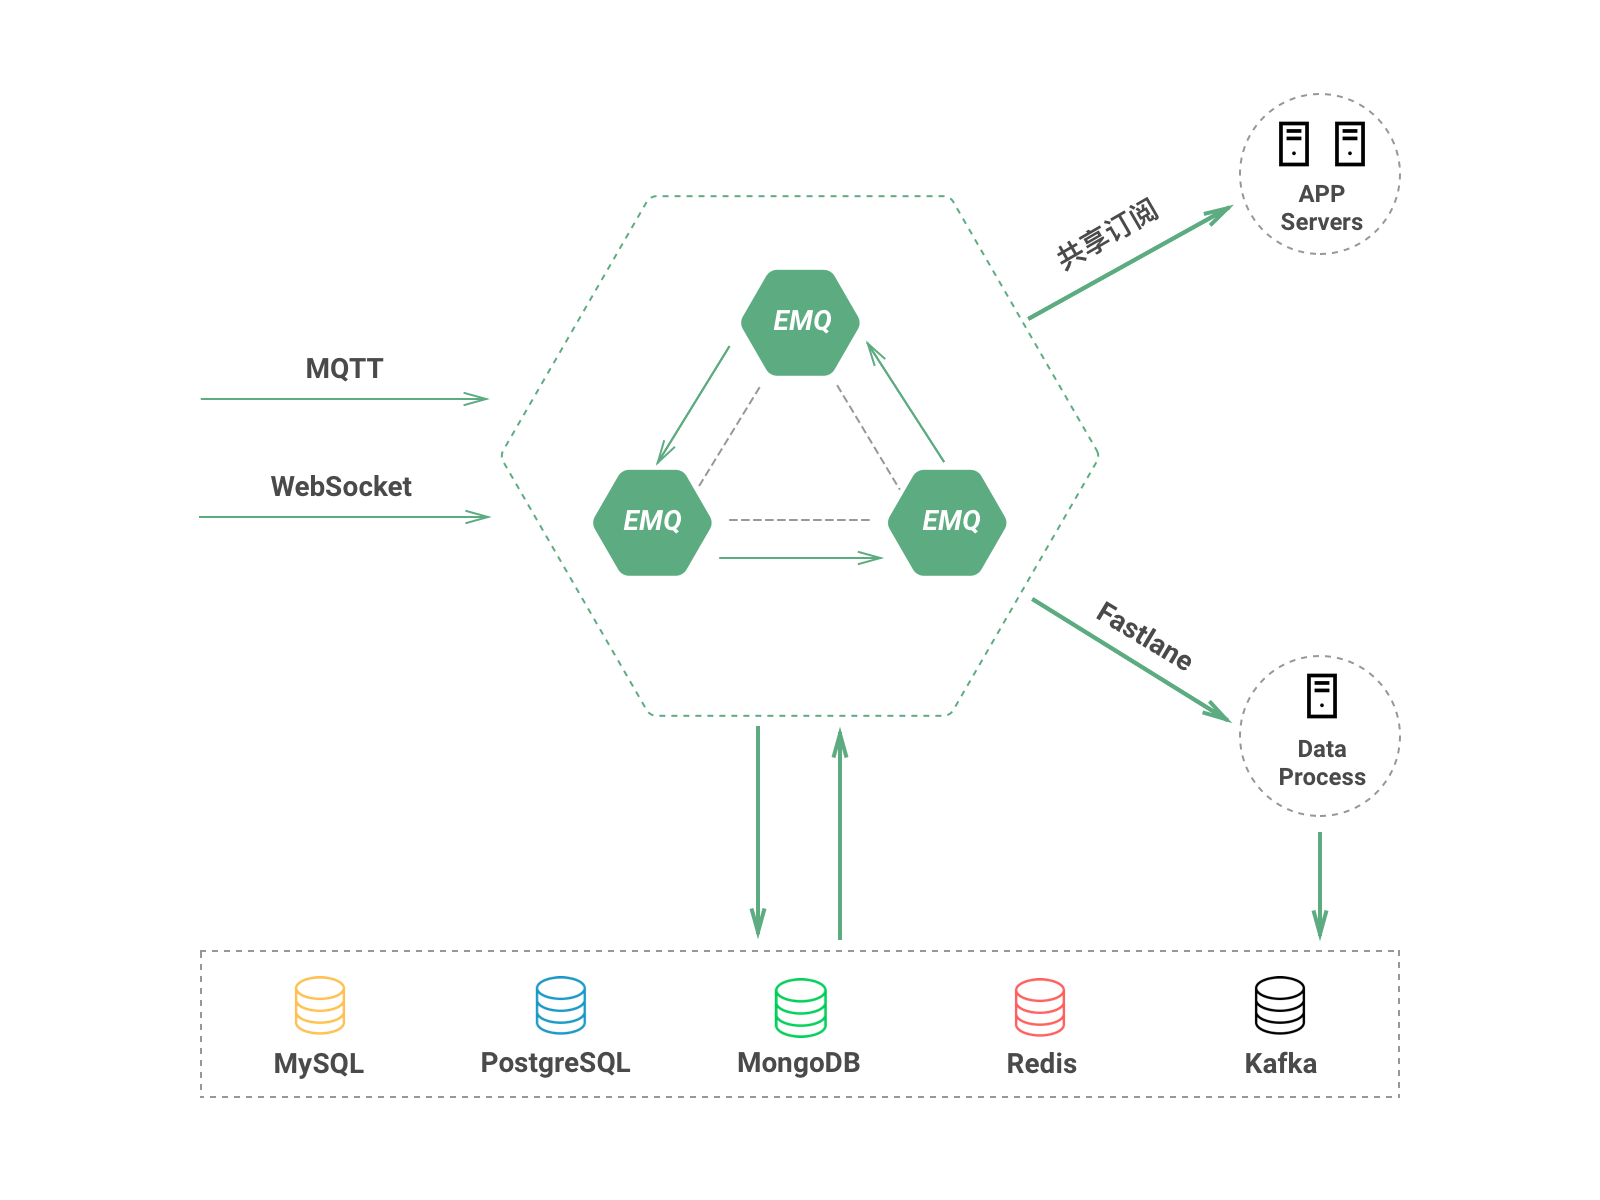 APP
Servers
共享订阅
EMQ
MQTT
WebSocket
EMQ
EMQ
Fastlane
Data
Process
MySQL
PostgreSQL
MongoDB
Redis
Kafka